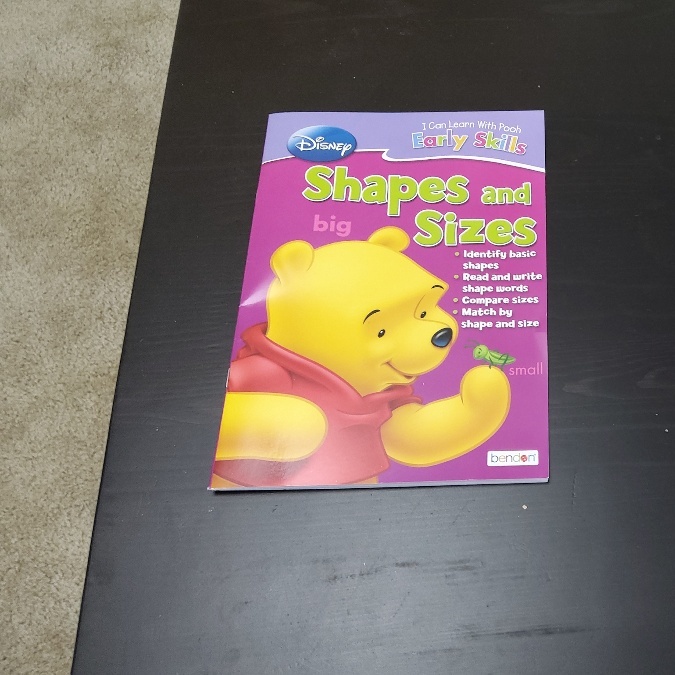 Disney
I Can Learn With Pooh
Early Skills
Shapes and
Sizes
big
• Identify basic
shapes
• Read and write
shape words
• Compare sizes
• Match by
shape and size
small
bendon